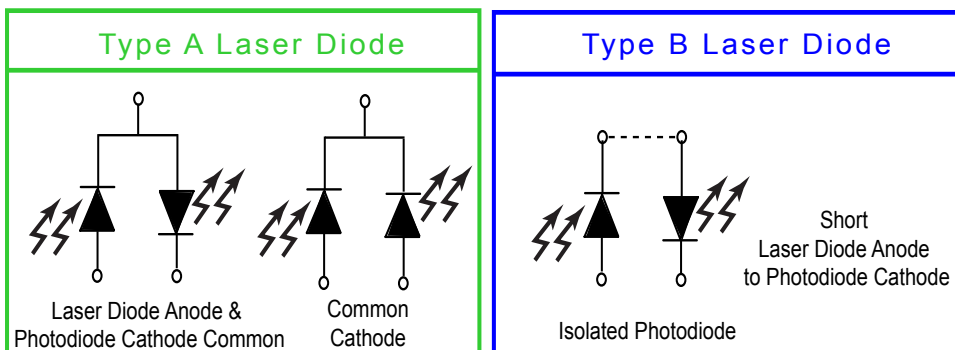 Type A Laser Diode
Laser Diode Anode &
Photodiode Cathode Common
Common
Cathode
Type B Laser Diode
Short
Laser Diode Anode
to Photodiode Cathode
Isolated Photodiode